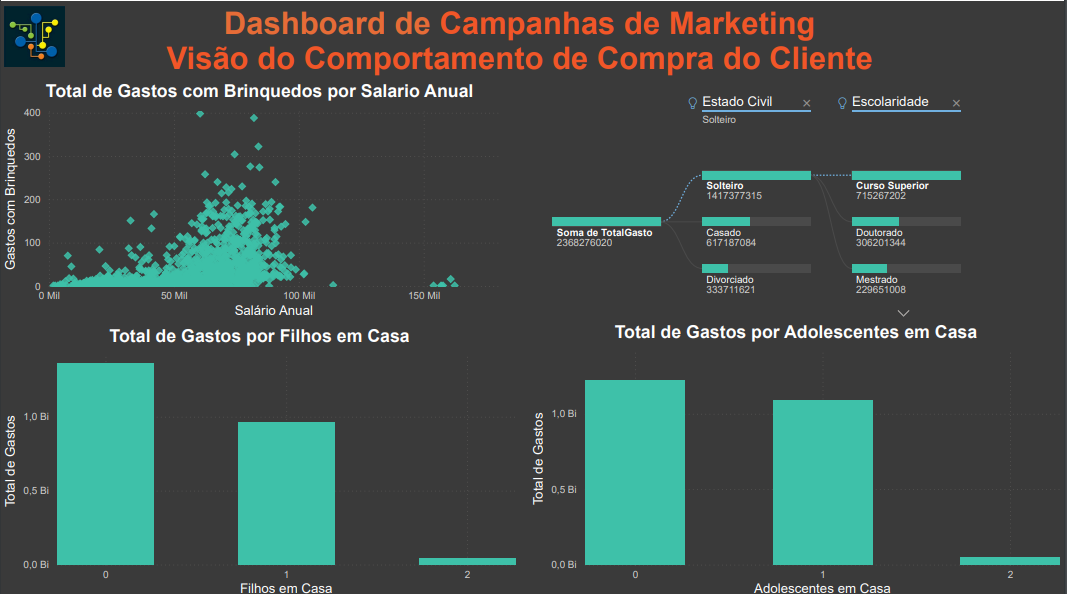 Dashboard de Campanhas de Marketing
Visão do Comportamento de Compra do Cliente
Total de Gastos com Brinquedos por Salario Anual
Gastos com Brinquedos
400
300
200
100
0
0 Mil
50 Mil
100 Mil
150 Mil
Salário Anual
Estado Civil
Solteiro
Escolaridade
Soma de TotalGasto
2368276020
Solteiro
1417377315
Casado
617187084
Divorciado
333711621
Curso Superior
715267202
Doutorado
306201344
Mestrado
229651008
Total de Gastos por Filhos em Casa
Total de Gastos
1,0 Bi
0,5 Bi
0,0 Bi
0
1
2
Filhos em Casa
Total de Gastos por Adolescentes em Casa
Total de Gastos
1,0 Bi
0,5 Bi
0,0 Bi
0
1
2
Adolescentes em Casa